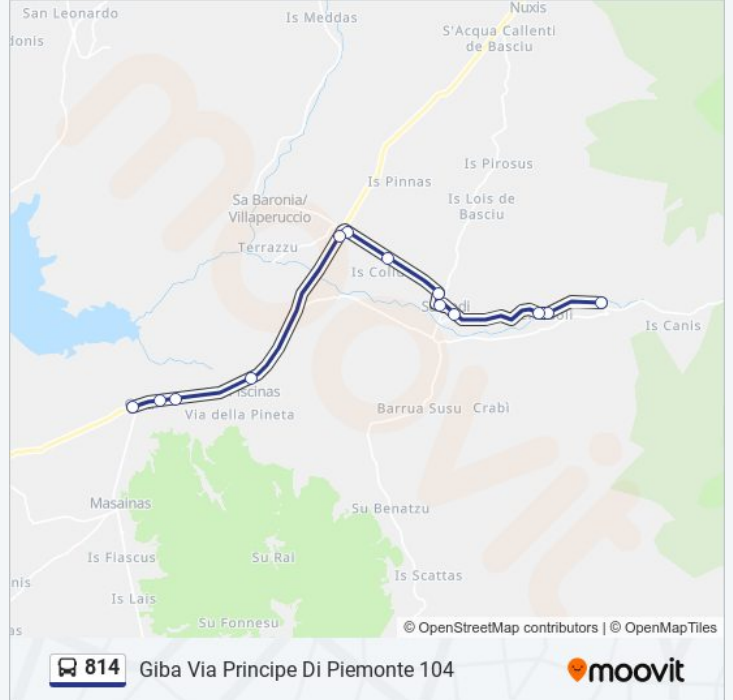 San Leonardo
Is Meddas
Nuxis
donis
S'Acqua Callenti
de Basciu
Is Pirosus
Is Pinnas
Sa Baronia/
Villaperuccio
Is Lois de
Basciu
Terrazzu
Is Canis
iscinas
Via della Pineta
Barrua Susu
Crabì
Masainas
Su Benatzu
Is Fiascus
Su Rai
Is Scattas
nis
Is Lais
Su Fonnesu
as
© OpenStreetMap contributors | © OpenMapTiles
814
Giba Via Principe Di Piemonte 104
moovit
moovit